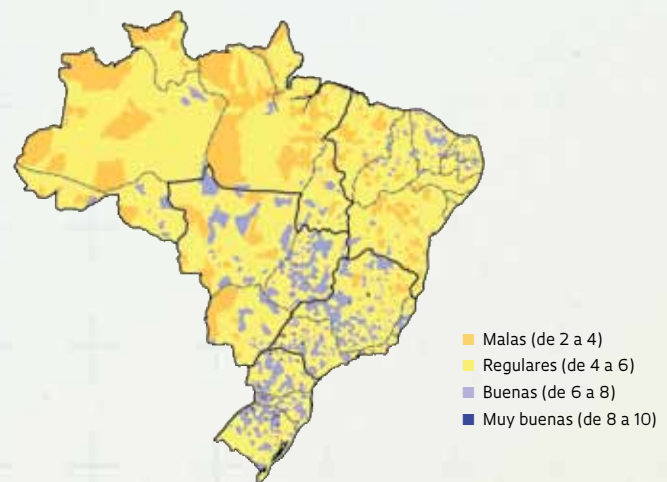 Malas (de 2 a 4)
Regulares (de 4 a 6)
Buenas (de 6 a 8)
Muy buenas (de 8 a 10)